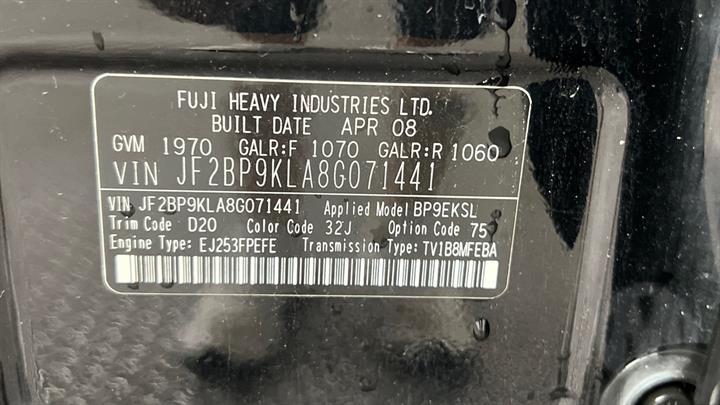 FUJI HEAVY INDUSTRIES LTD.
BUILT DATE APR 08
GVM 1970 GALR:F 1070 GALR:R 1060
VIN JF2BP9KLA8G071441
VIN JF2BP9KLA8G071441 Applied Model BP9EKSL
Trim Code D20 Color Code 32J Option Code 75
Engine Type: EJ253FPEFE Transmission Type: TV1B8MFEBA